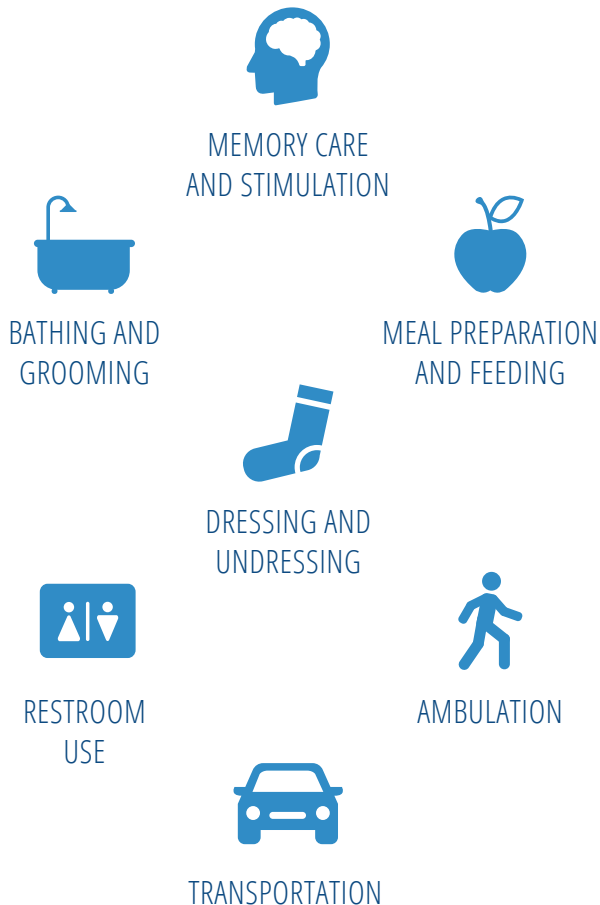 MEMORY CARE
AND STIMULATION
BATHING AND
GROOMING
MEAL PREPARATION
AND FEEDING
DRESSING AND
UNDRESSING
RESTROOM
USE
AMBULATION
TRANSPORTATION